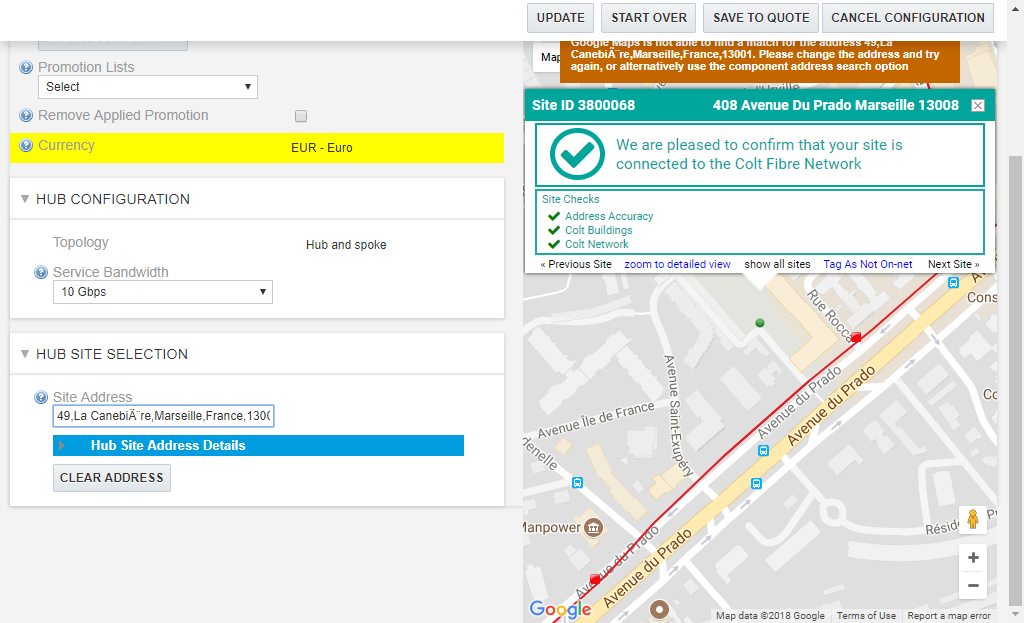 UPDATE
START OVER
SAVE TO QUOTE
CANCEL CONFIGURATION
Promotion Lists
Select
Remove Applied Promotion
Currency
EUR - Euro
HUB CONFIGURATION
Topology
Hub and spoke
Service Bandwidth
10 Gbps
HUB SITE SELECTION
Site Address
49,La CanebiÃ¨re,Marseille,France,1300
Hub Site Address Details
CLEAR ADDRESS
Map
Google Maps is not able to find a match for the address 49,La
CanebiÃ¨re,Marseille,France,13001. Please change the address and try
again, or alternatively use the component address search option
Site ID 3800068
408 Avenue Du Prado Marseille 13008
We are pleased to confirm that your site is
connected to the Colt Fibre Network
Site Checks
Address Accuracy
Colt Buildings
Colt Network
« Previous Site
zoom to detailed view
show all sites
Tag As Not On-net
Next Site »
Rue Rocca
Cons
Avenue du Prado
Avenue du Prado
Avenue Saint-Exupéry
Avenue Île de France
denelle
Co
Manpower
Résid
Avenue du Prado
Avenue du Prado
Google
Map data ©2018 Google
Terms of Use
Report a map error